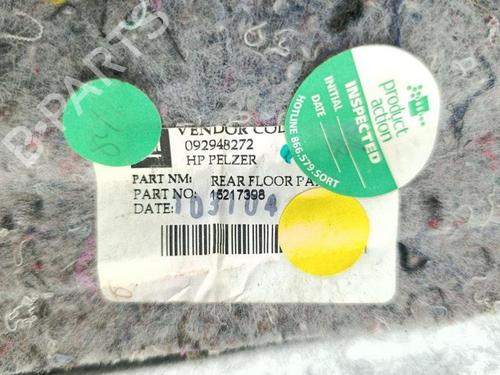 B-PARTS
VENDOR COD
092948272
HP PELZER
PART NM: REAR FLOOR PA
PART NO: 15217398
DATE: 103104
product
action
INSPECTED
INITIAL
DATE
HOTLINE 866.579.SORT